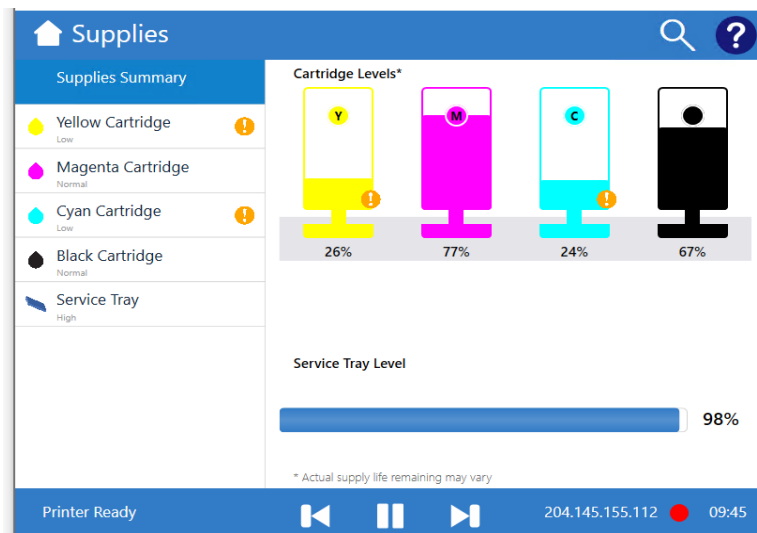 Supplies
?
Supplies Summary
Yellow Cartridge
Low
!
Magenta Cartridge
Normal
Cyan Cartridge
Low
!
Black Cartridge
Normal
Service Tray
High
Cartridge Levels*
Y
M
C
!
!
26%
77%
24%
67%
Service Tray Level
98%
* Actual supply life remaining may vary
Printer Ready
204.145.155.112
09:45